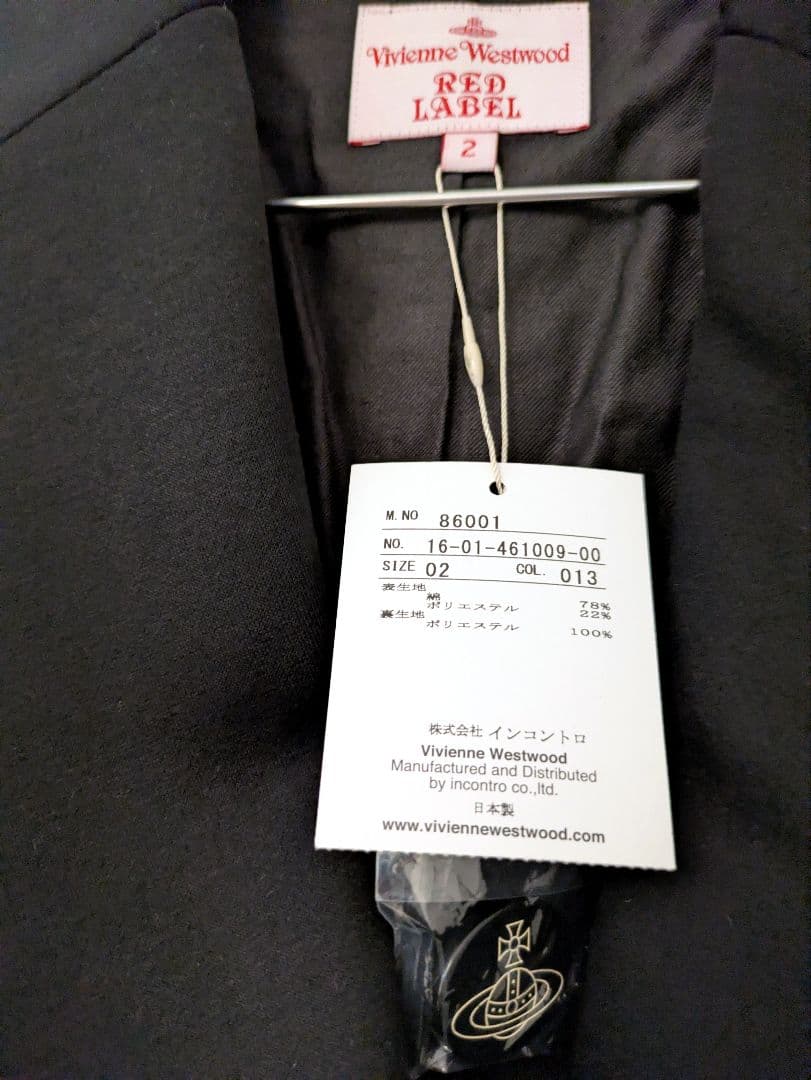 Vivienne Westwood
RED
LABEL
2
M. NO 86001
NO. 16-01-461009-00
SIZE 02 COL. 013
表生地
綿 78%
ポリエステル 22%
裏生地
ポリエステル 100%
株式会社 インコントロ
Vivienne Westwood
Manufactured and Distributed
by incontro co.,ltd.
日本製
www.viviennewestwood.com